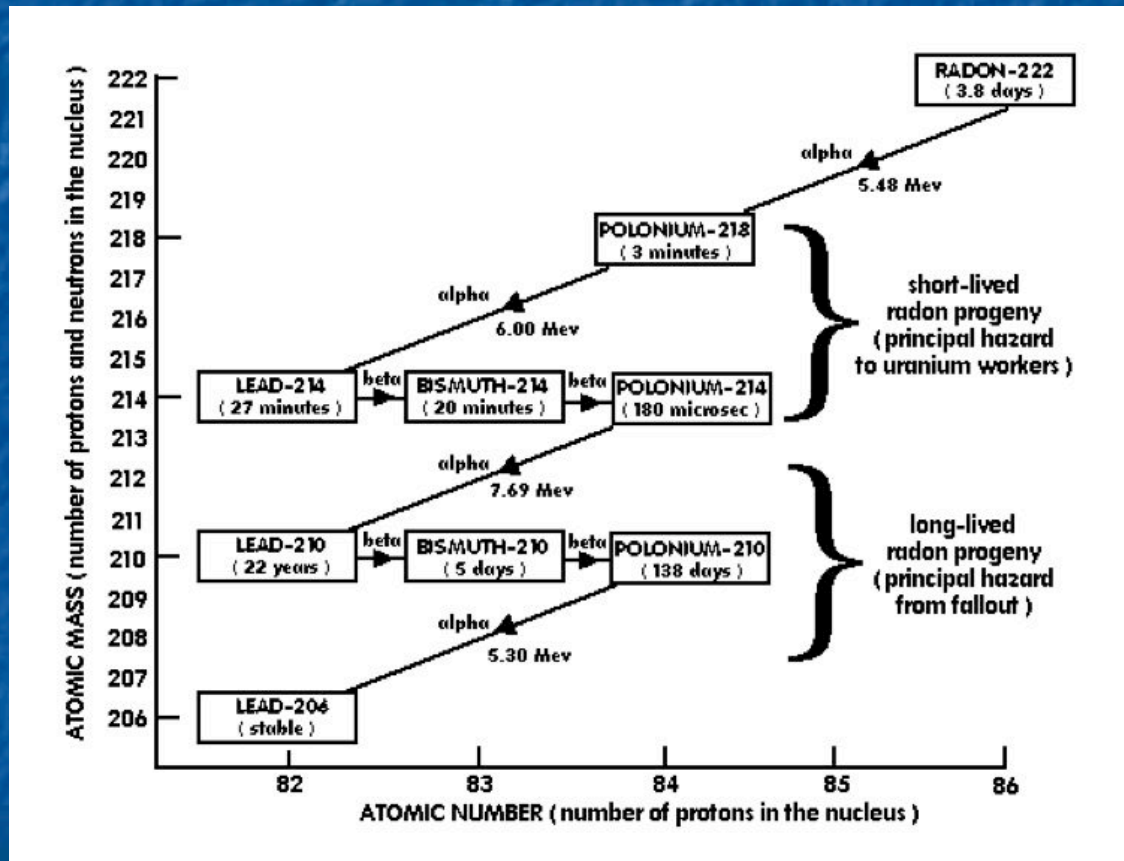 ATOMIC MASS ( number of protons and neutrons in the nucleus )
222
221
220
219
218
217
216
215
214
213
212
211
210
209
208
207
206
RADON-222
( 3.8 days )
alpha
5.48 Mev
POLONIUM-218
( 3 minutes )
alpha
6.00 Mev
short-lived
radon progeny
( principal hazard
to uranium workers )
LEAD-214
( 27 minutes )
beta
BISMUTH-214
( 20 minutes )
beta
POLONIUM-214
( 180 microsec )
alpha
7.69 Mev
LEAD-210
( 22 years )
beta
BISMUTH-210
( 5 days )
beta
POLONIUM-210
( 138 days )
long-lived
radon progeny
( principal hazard
from fallout )
alpha
5.30 Mev
LEAD-206
( stable )
82
83
84
85
86
ATOMIC NUMBER ( number of protons in the nucleus )